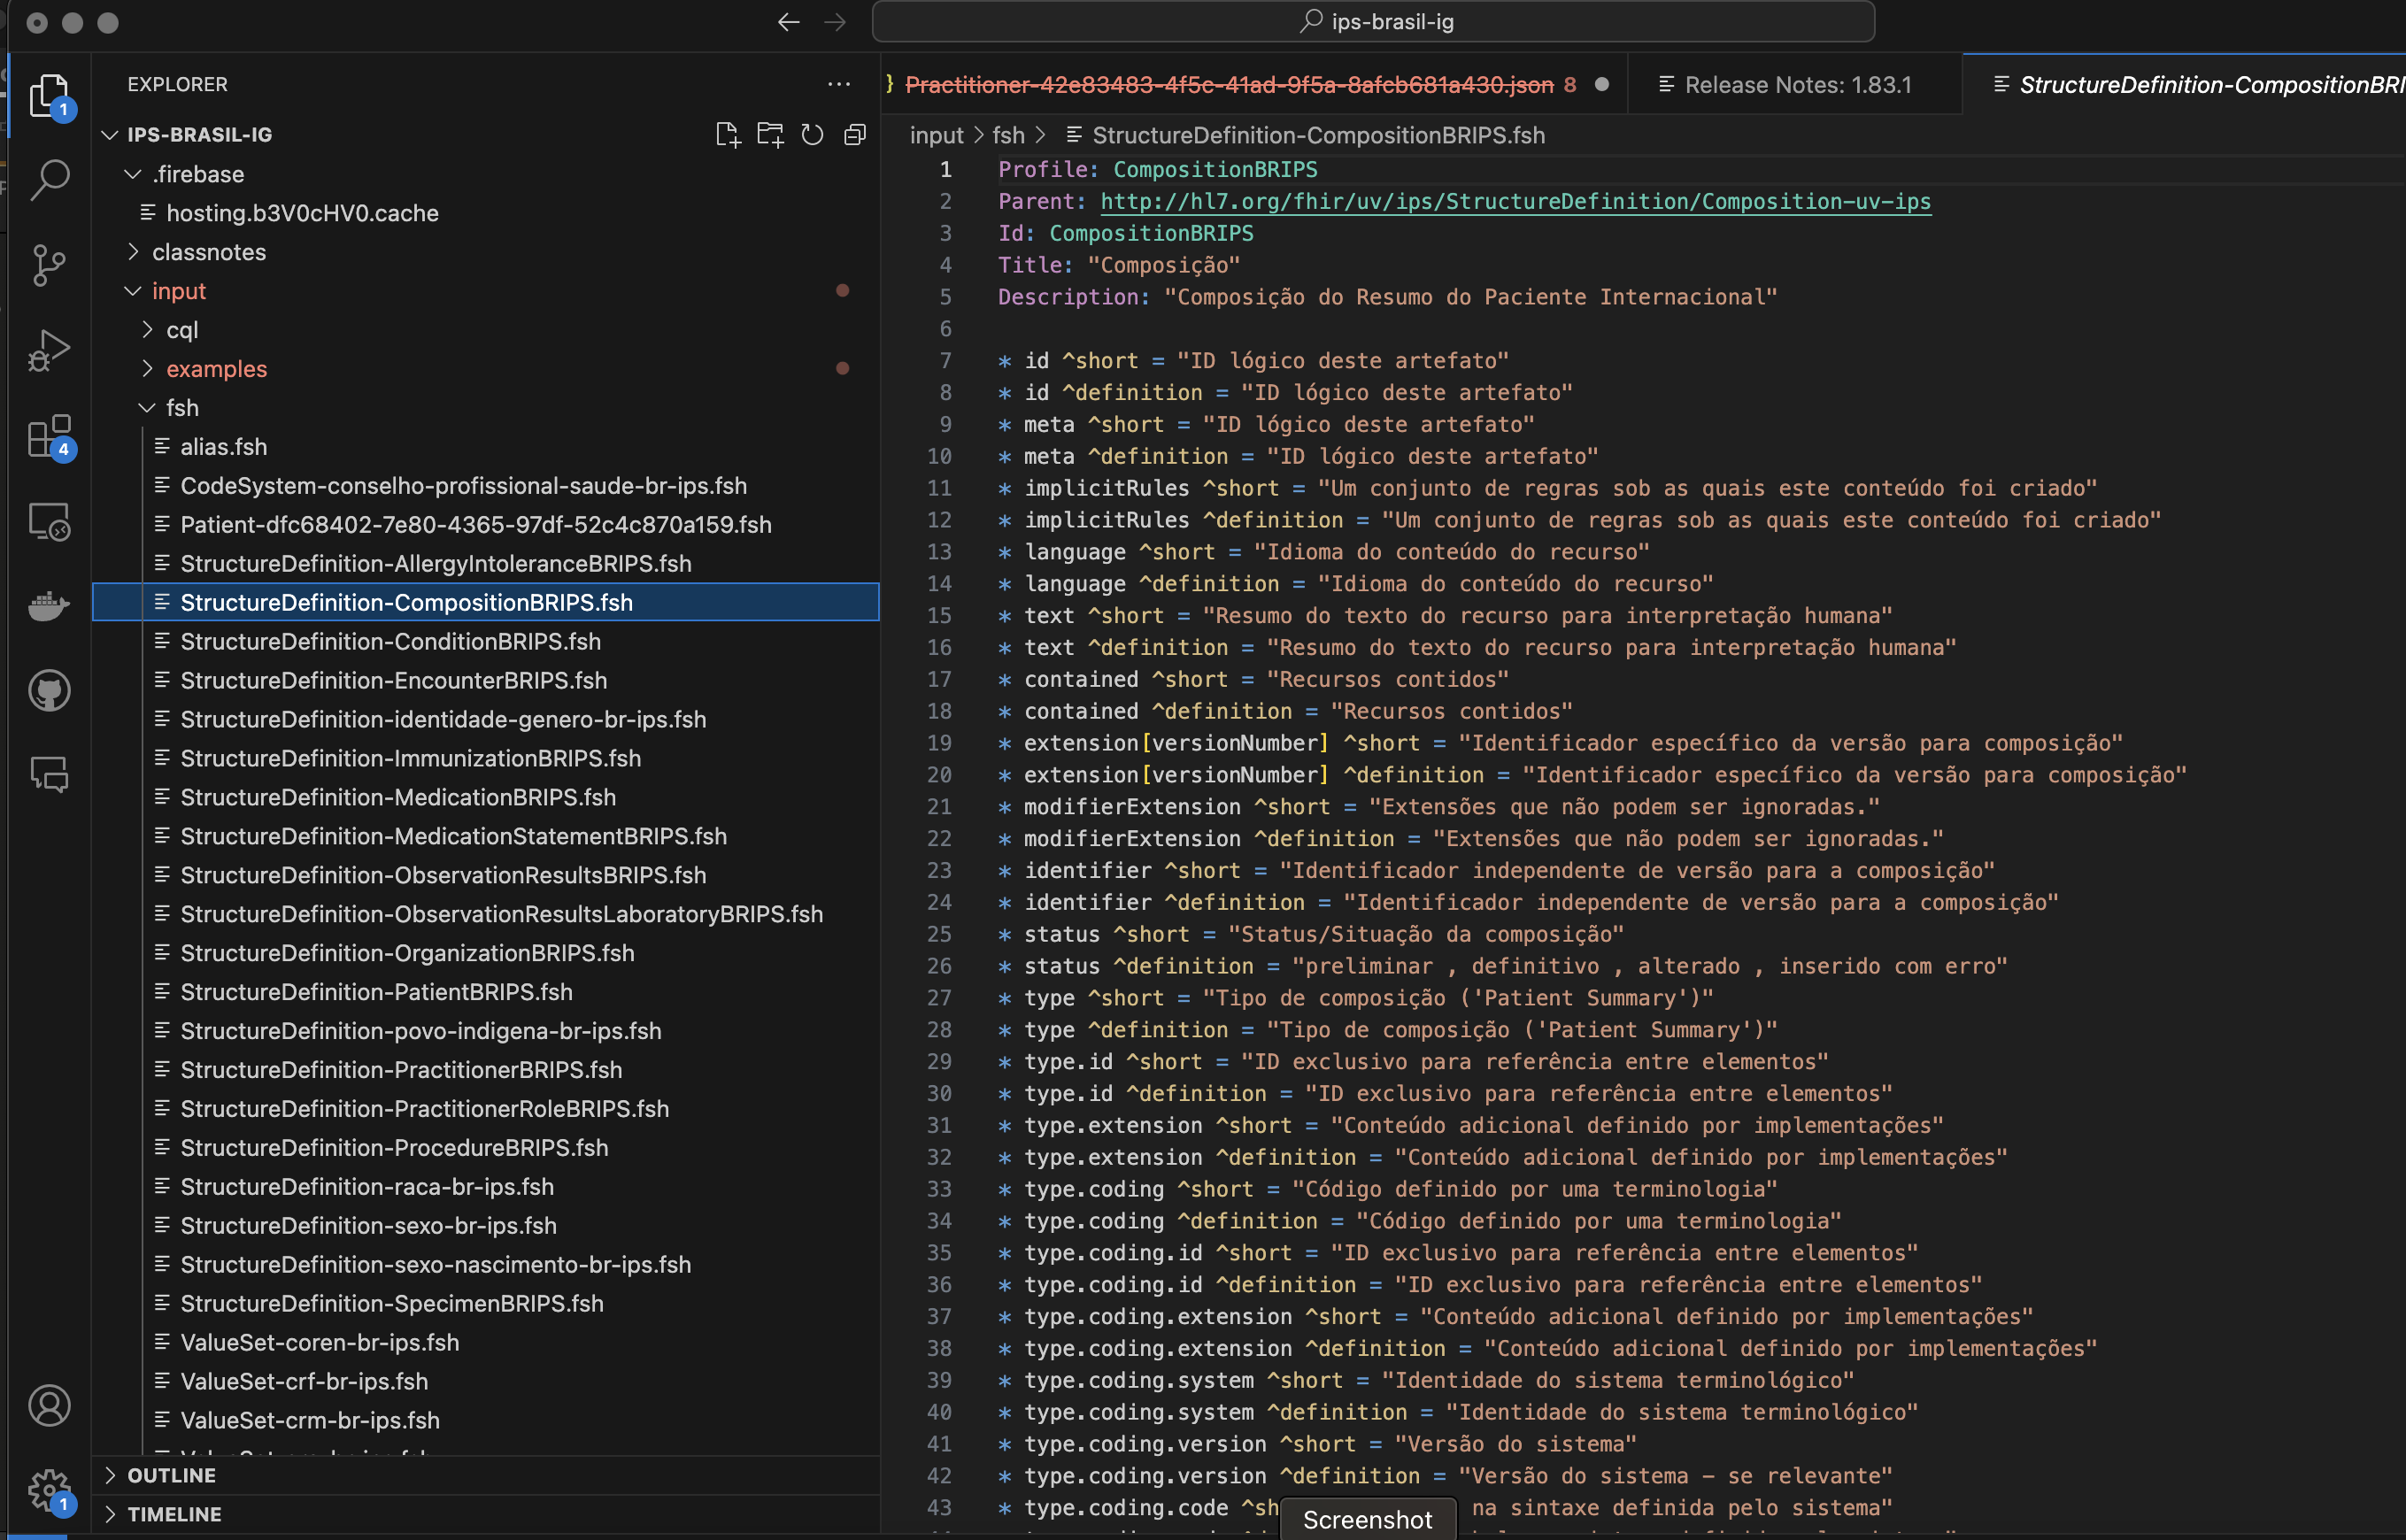 ips-brasil-ig
EXPLORER
IPS-BRASIL-IG
.firebase
hosting.b3V0cHV0.cache
classnotes
input
cql
examples
fsh
alias.fsh
CodeSystem-conselho-profissional-saude-br-ips.fsh
Patient-dfc68402-7e80-4365-97df-52c4c870a159.fsh
StructureDefinition-AllergyIntoleranceBRIPS.fsh
StructureDefinition-CompositionBRIPS.fsh
StructureDefinition-ConditionBRIPS.fsh
StructureDefinition-EncounterBRIPS.fsh
StructureDefinition-identidade-genero-br-ips.fsh
StructureDefinition-ImmunizationBRIPS.fsh
StructureDefinition-MedicationBRIPS.fsh
StructureDefinition-MedicationStatementBRIPS.fsh
StructureDefinition-ObservationResultsBRIPS.fsh
StructureDefinition-ObservationResultsLaboratoryBRIPS.fsh
StructureDefinition-OrganizationBRIPS.fsh
StructureDefinition-PatientBRIPS.fsh
StructureDefinition-povo-indigena-br-ips.fsh
StructureDefinition-PractitionerBRIPS.fsh
StructureDefinition-PractitionerRoleBRIPS.fsh
StructureDefinition-ProcedureBRIPS.fsh
StructureDefinition-raca-br-ips.fsh
StructureDefinition-sexo-br-ips.fsh
StructureDefinition-sexo-nascimento-br-ips.fsh
StructureDefinition-SpecimenBRIPS.fsh
ValueSet-coren-br-ips.fsh
ValueSet-crf-br-ips.fsh
ValueSet-crm-br-ips.fsh
OUTLINE
TIMELINE
1
4
1
} Practitioner-42e83483-4f5c-41ad-9f5a-8afcb681a430.json 8
Release Notes: 1.83.1
StructureDefinition-CompositionBRI
input > fsh > StructureDefinition-CompositionBRIPS.fsh
1 Profile: CompositionBRIPS
2 Parent: http://hl7.org/fhir/uv/ips/StructureDefinition/Composition-uv-ips
3 Id: CompositionBRIPS
4 Title: "Composição"
5 Description: "Composição do Resumo do Paciente Internacional"
6
7 * id ^short = "ID lógico deste artefato"
8 * id ^definition = "ID lógico deste artefato"
9 * meta ^short = "ID lógico deste artefato"
10 * meta ^definition = "ID lógico deste artefato"
11 * implicitRules ^short = "Um conjunto de regras sob as quais este conteúdo foi criado"
12 * implicitRules ^definition = "Um conjunto de regras sob as quais este conteúdo foi criado"
13 * language ^short = "Idioma do conteúdo do recurso"
14 * language ^definition = "Idioma do conteúdo do recurso"
15 * text ^short = "Resumo do texto do recurso para interpretação humana"
16 * text ^definition = "Resumo do texto do recurso para interpretação humana"
17 * contained ^short = "Recursos contidos"
18 * contained ^definition = "Recursos contidos"
19 * extension[versionNumber] ^short = "Identificador específico da versão para composição"
20 * extension[versionNumber] ^definition = "Identificador específico da versão para composição"
21 * modifierExtension ^short = "Extensões que não podem ser ignoradas."
22 * modifierExtension ^definition = "Extensões que não podem ser ignoradas."
23 * identifier ^short = "Identificador independente de versão para a composição"
24 * identifier ^definition = "Identificador independente de versão para a composição"
25 * status ^short = "Status/Situação da composição"
26 * status ^definition = "preliminar , definitivo , alterado , inserido com erro"
27 * type ^short = "Tipo de composição ('Patient Summary')"
28 * type ^definition = "Tipo de composição ('Patient Summary')"
29 * type.id ^short = "ID exclusivo para referência entre elementos"
30 * type.id ^definition = "ID exclusivo para referência entre elementos"
31 * type.extension ^short = "Conteúdo adicional definido por implementações"
32 * type.extension ^definition = "Conteúdo adicional definido por implementações"
33 * type.coding ^short = "Código definido por uma terminologia"
34 * type.coding ^definition = "Código definido por uma terminologia"
35 * type.coding.id ^short = "ID exclusivo para referência entre elementos"
36 * type.coding.id ^definition = "ID exclusivo para referência entre elementos"
37 * type.coding.extension ^short = "Conteúdo adicional definido por implementações"
38 * type.coding.extension ^definition = "Conteúdo adicional definido por implementações"
39 * type.coding.system ^short = "Identidade do sistema terminológico"
40 * type.coding.system ^definition = "Identidade do sistema terminológico"
41 * type.coding.version ^short = "Versão do sistema"
42 * type.coding.version ^definition = "Versão do sistema – se relevante"
43 * type.coding.code ^sh na sintaxe definida pelo sistema"
Screenshot